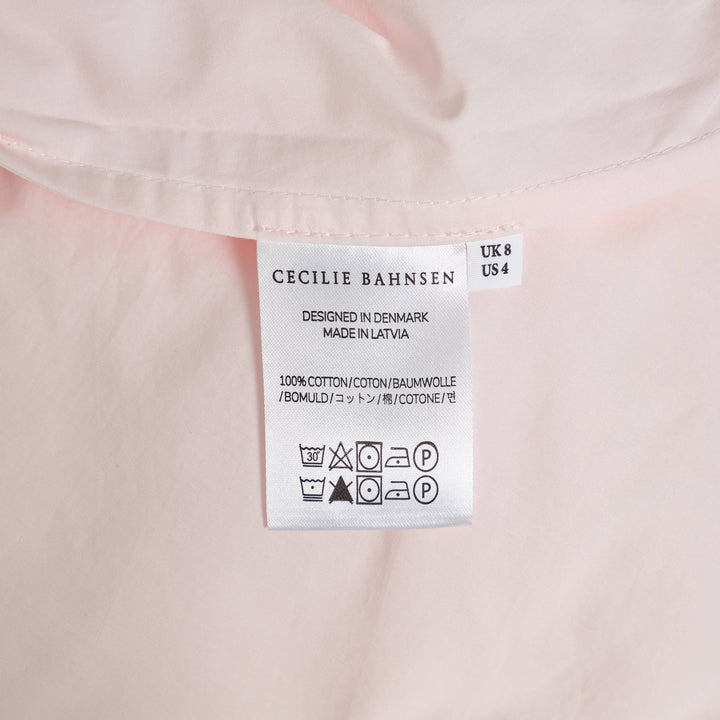 UK 8
US 4
CECILIE BAHNSEN
DESIGNED IN DENMARK
MADE IN LATVIA
100% COTTON/COTON/BAUMWOLLE
/BOMULD/コットン/棉/COTONE/면
30°
P
P